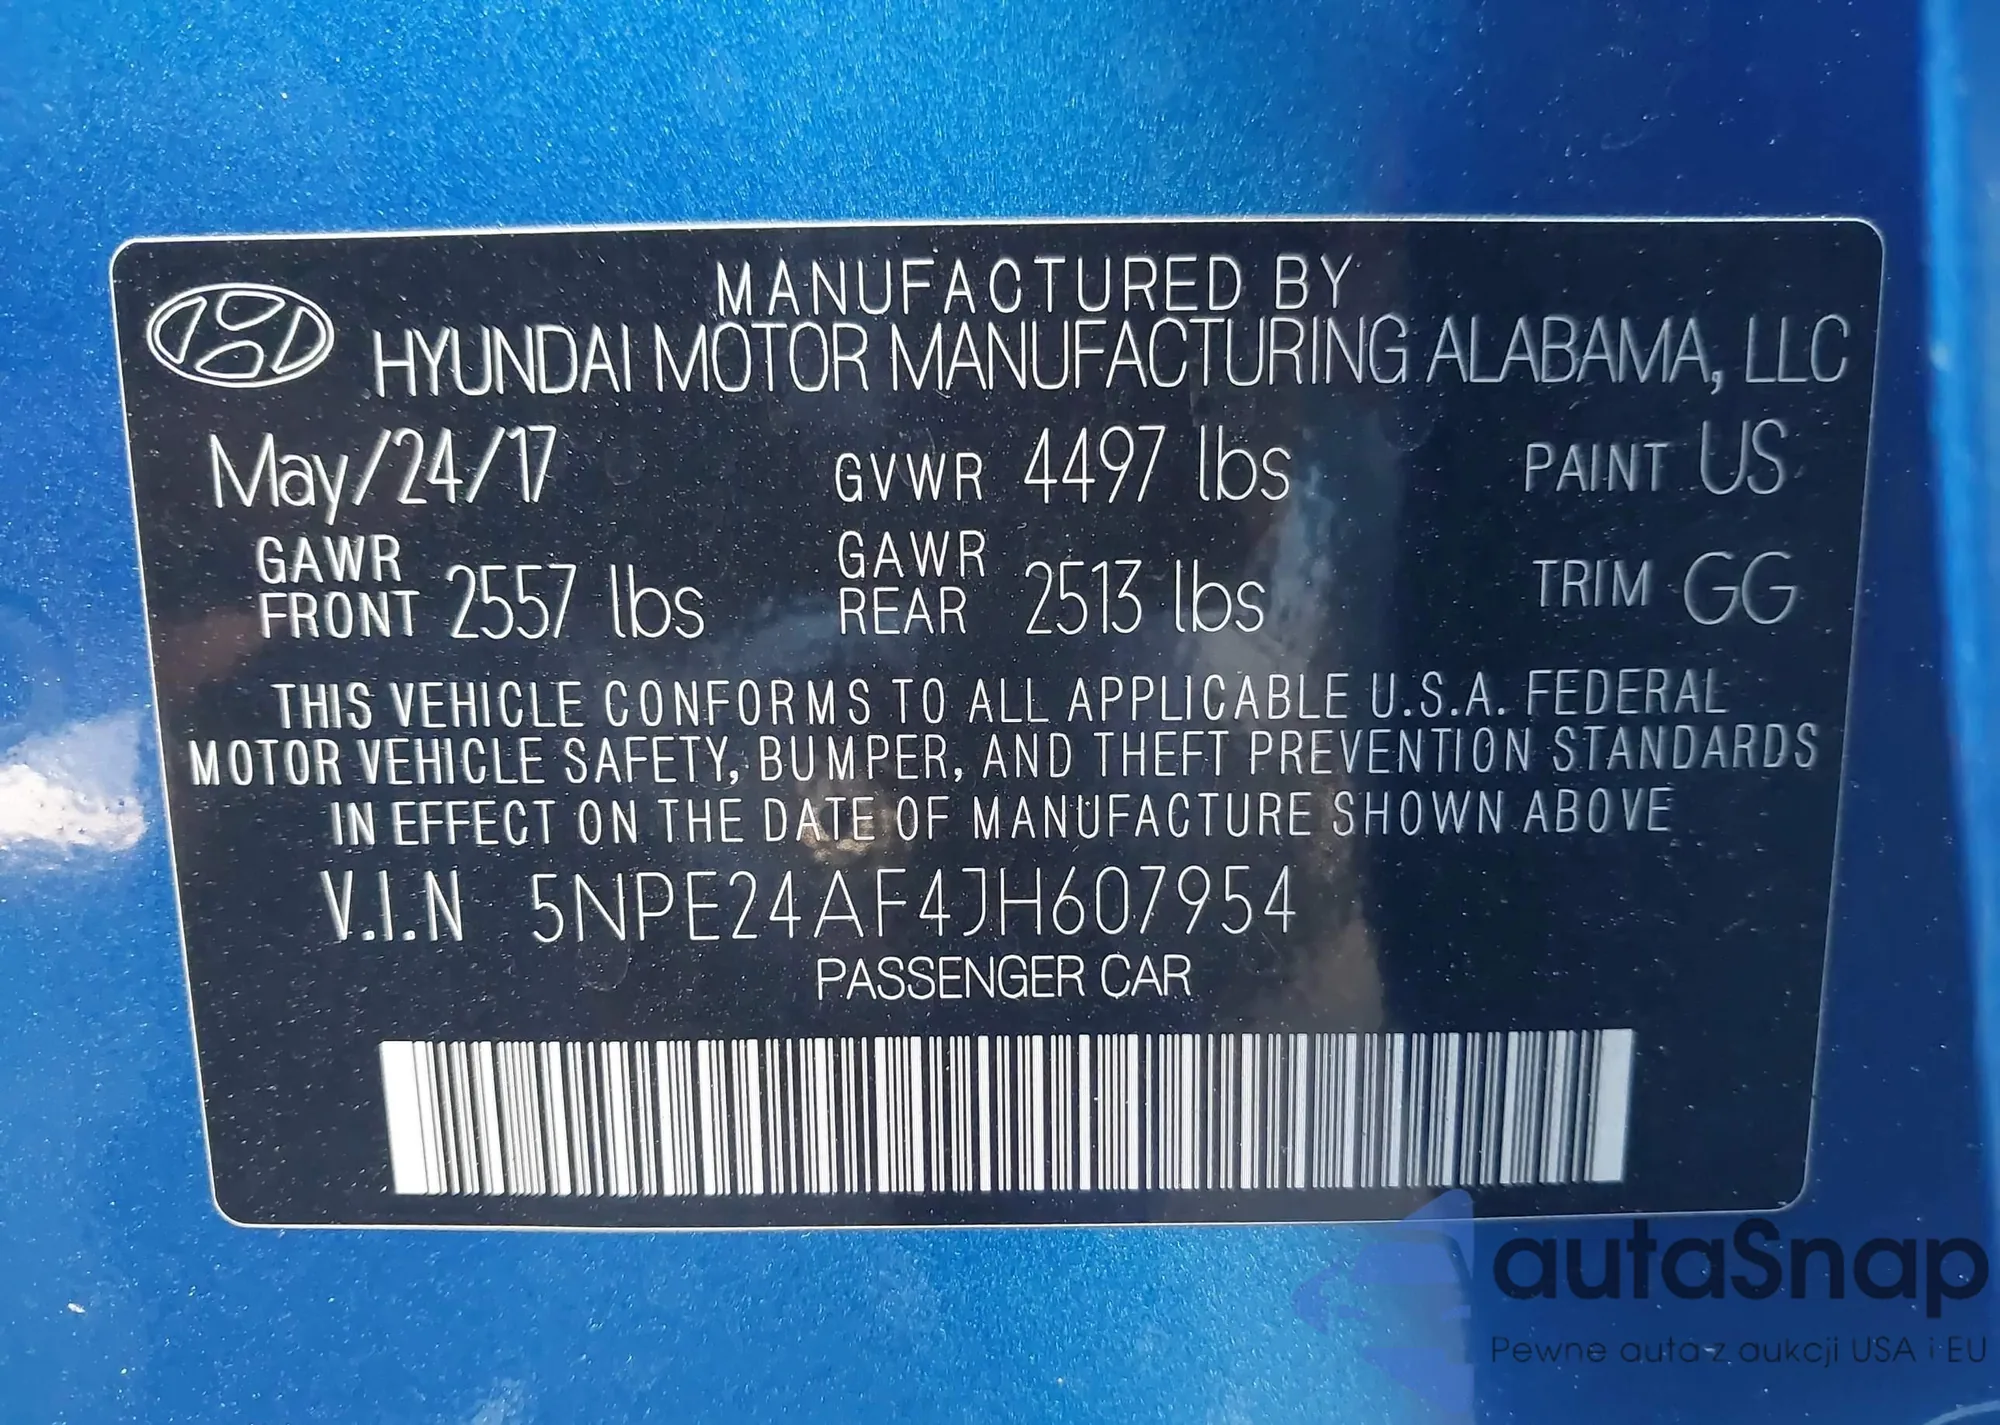 MANUFACTURED BY
HYUNDAI MOTOR MANUFACTURING ALABAMA, LLC
May/24/17 GVWR 4497 lbs PAINT US
GAWR FRONT 2557 lbs GAWR REAR 2513 lbs TRIM GG
THIS VEHICLE CONFORMS TO ALL APPLICABLE U.S.A. FEDERAL
MOTOR VEHICLE SAFETY, BUMPER, AND THEFT PREVENTION STANDARDS
IN EFFECT ON THE DATE OF MANUFACTURE SHOWN ABOVE
V.I.N 5NPE24AF4JH607954
PASSENGER CAR
autaSnap
Pewne auta z aukcji USA i EU